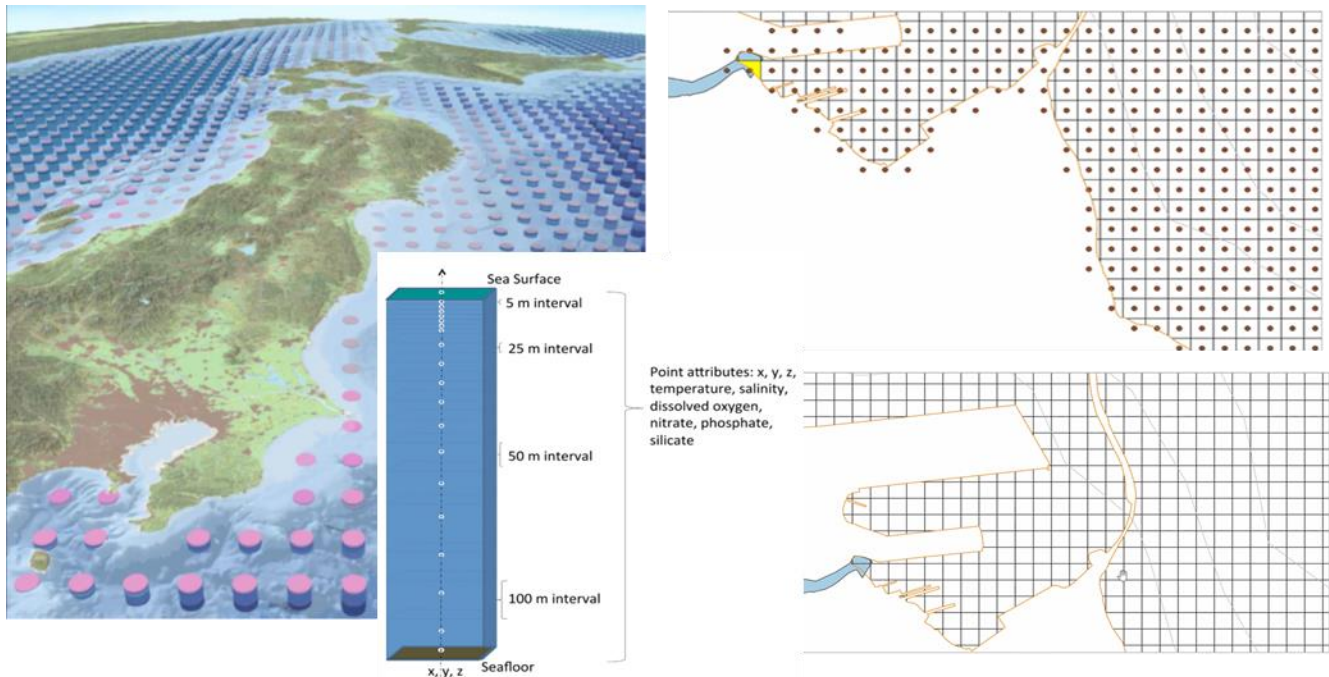 Sea Surface
5 m interval
25 m interval
Point attributes: x, y, z,
temperature, salinity,
dissolved oxygen,
nitrate, phosphate,
silicate
50 m interval
100 m interval
Seafloor
x, y, z